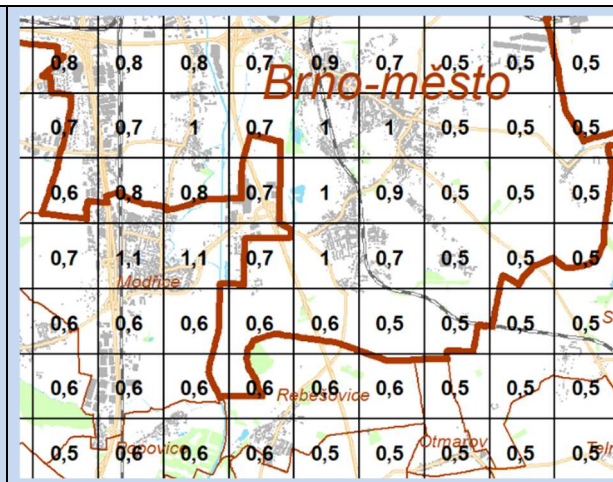 0,8 0,8 0,8 0,7 0,9 0,7 0,5 0,5 0,5
Brno-město
0,7 0,7 1 0,7 1 1 0,5 0,5 0,5
0,6 0,8 0,8 0,7 1 0,9 0,5 0,5 0,5
0,7 1,1 1,1 0,7 1 0,7 0,5 0,5 0,5
Modřice
0,6 0,6 0,6 0,6 0,6 0,5 0,5 0,5 0,5
0,6 0,6 0,6 0,6 0,6 0,6 0,5 0,5 0,5
Rebešovice
Otmarov
0,5 0,6 0,6 0,6 0,5 0,5 0,5 0,5 0,5
Popovice